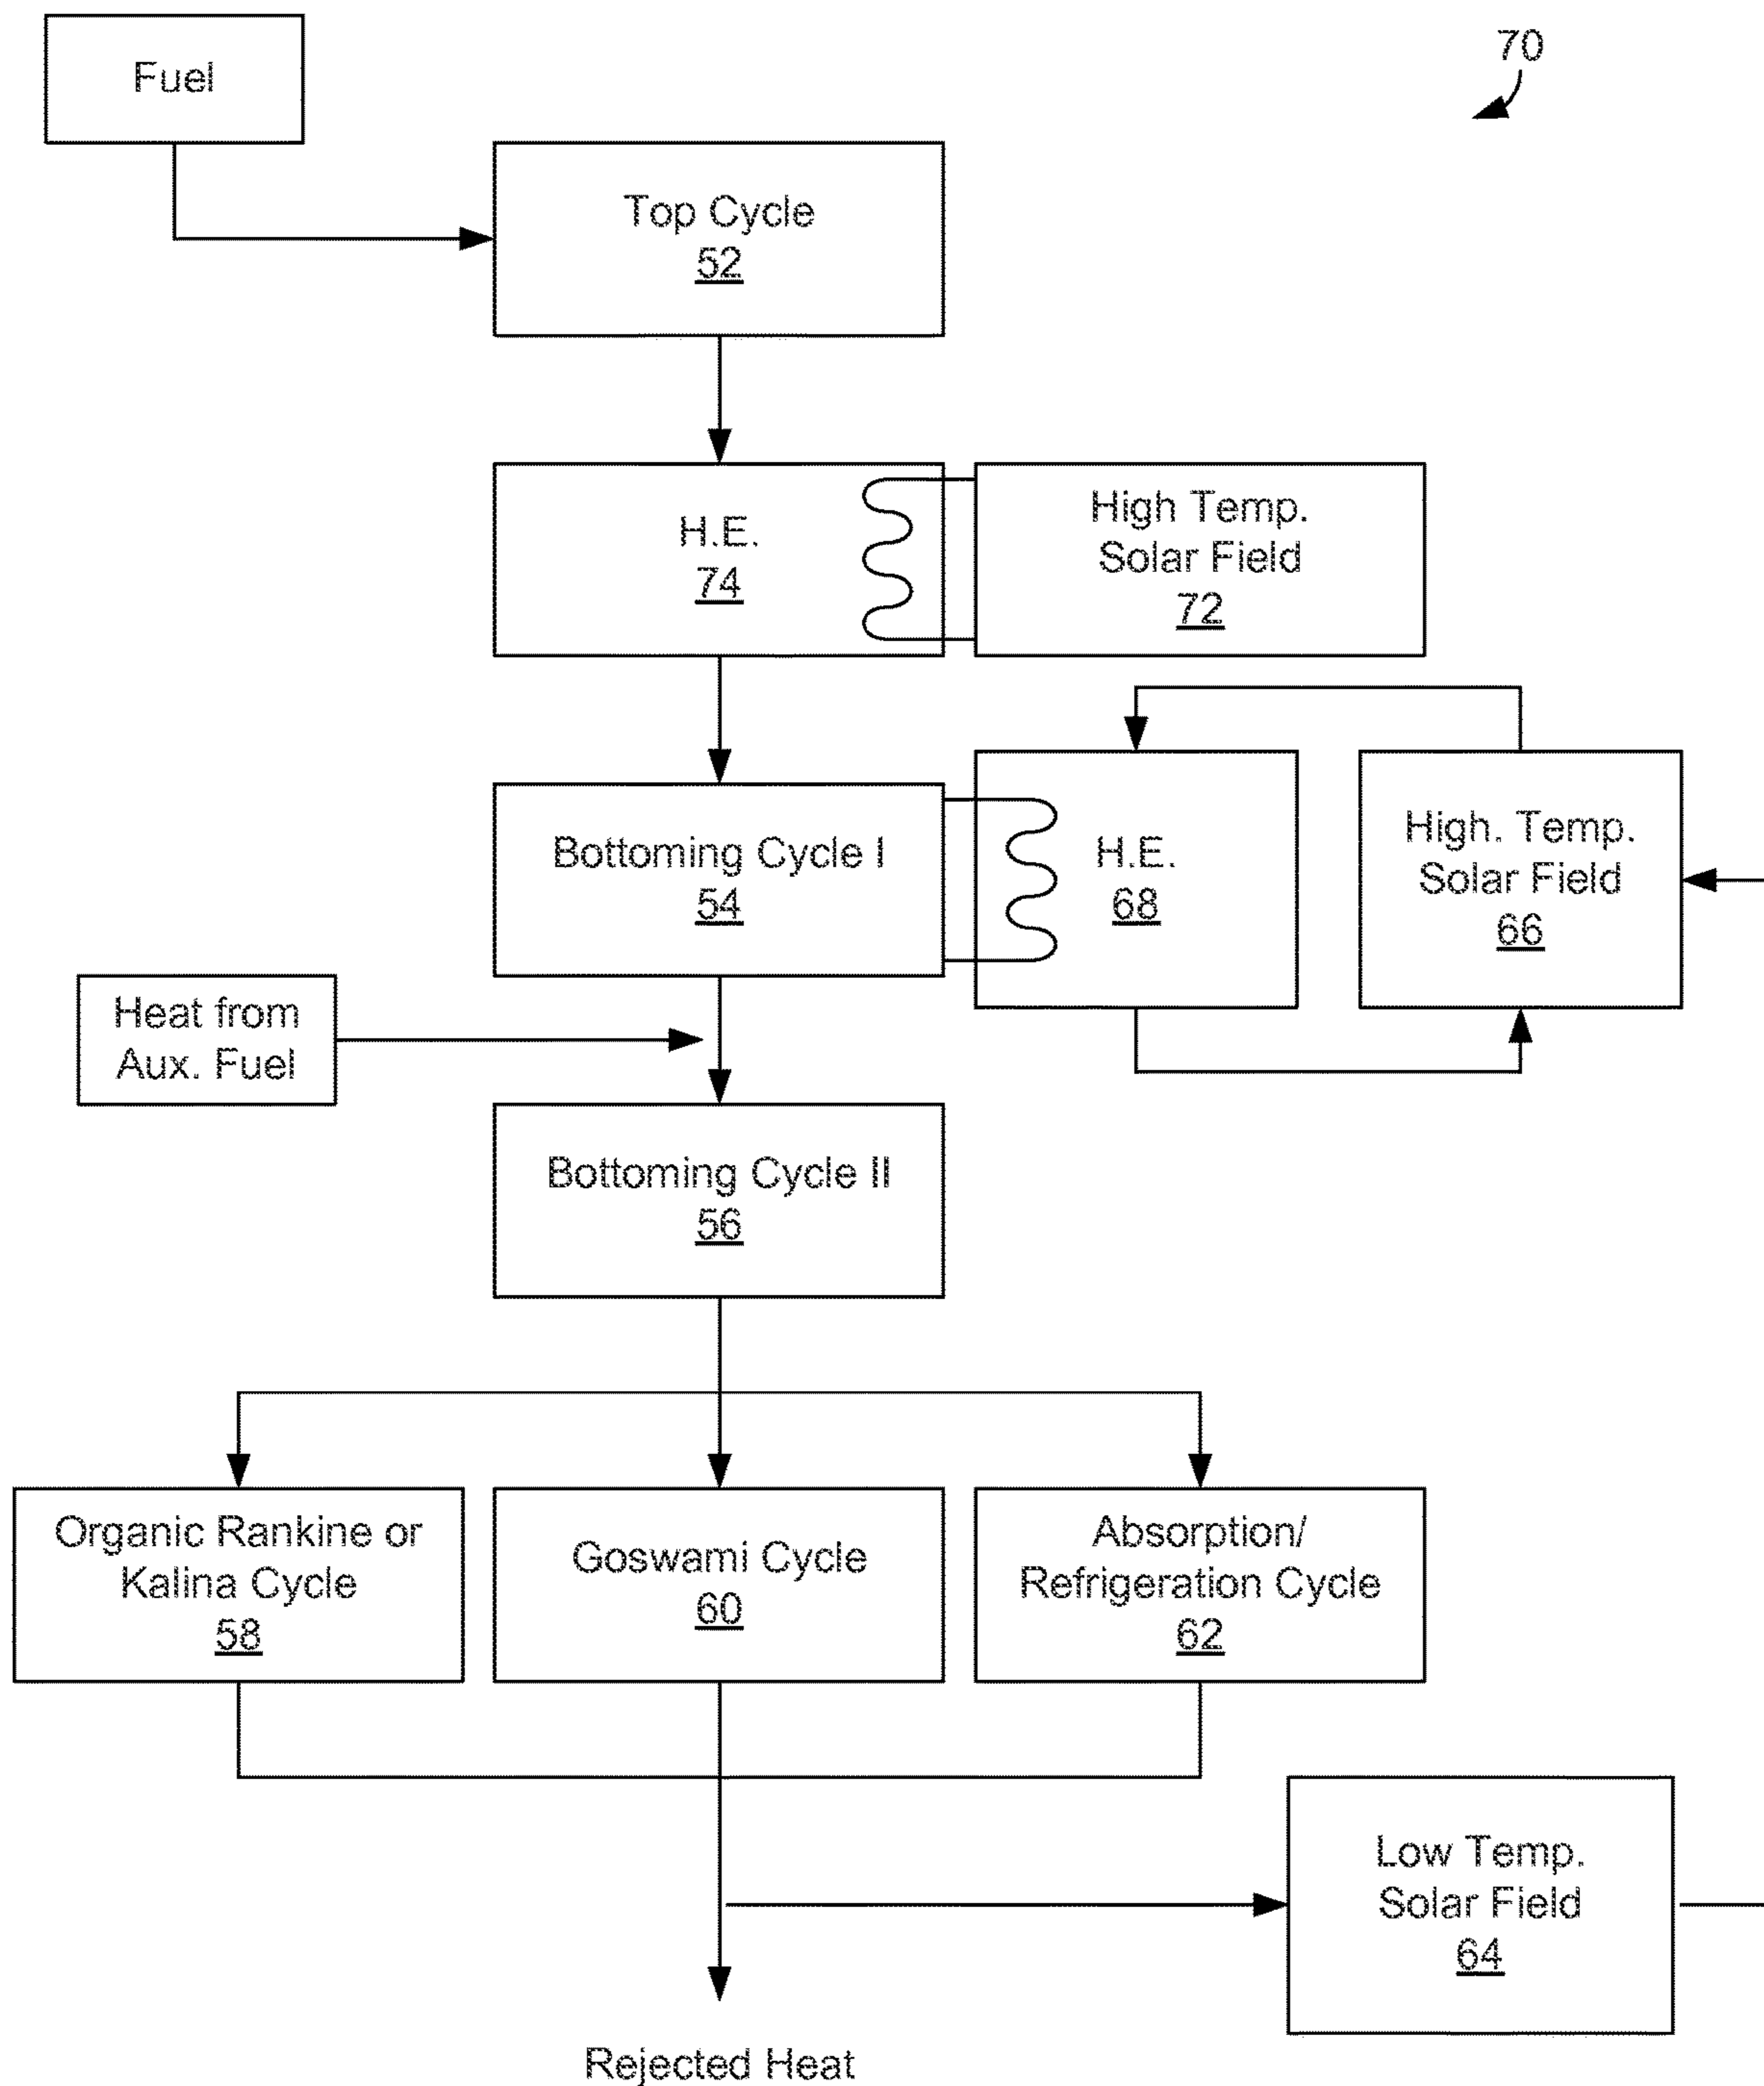 Fuel
70
Top Cycle
52
H.E.
74
High Temp.
Solar Field
72
Bottoming Cycle I
54
H.E.
68
High. Temp.
Solar Field
66
Heat from
Aux. Fuel
Bottoming Cycle II
56
Organic Rankine or
Kalina Cycle
58
Goswami Cycle
60
Absorption/
Refrigeration Cycle
62
Low Temp.
Solar Field
64
Rejected Heat